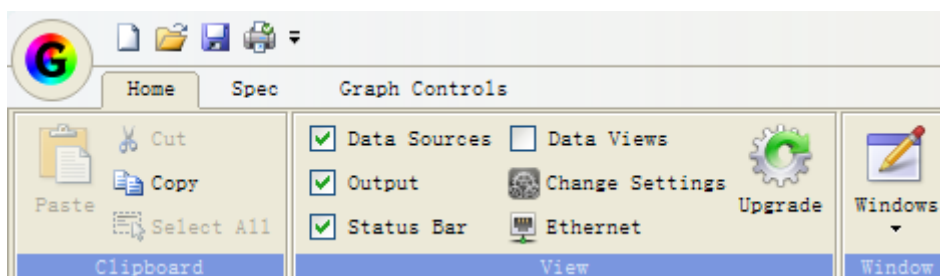 G
Home Spec Graph Controls
Cut Data Sources Data Views
Copy Output Change Settings
Paste Upgrade Windows
Select All Status Bar Ethernet
Clipboard View Window